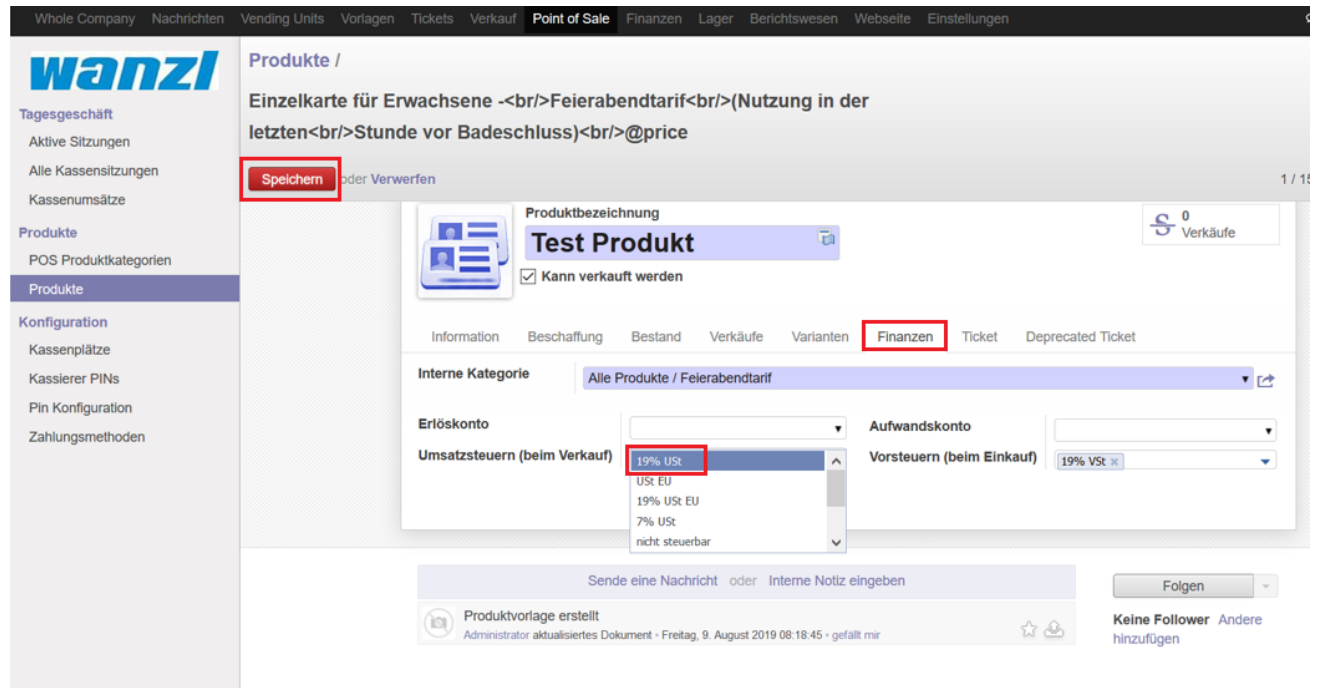 Whole Company Nachrichten Vending Units Vorlagen Tickets Verkauf Point of Sale Finanzen Lager Berichtswesen Webseite Einstellungen
wanzl
Tagesgeschäft
Aktive Sitzungen
Alle Kassensitzungen
Kassenumsätze
Produkte
POS Produktkategorien
Produkte
Konfiguration
Kassenplätze
Kassierer PINs
Pin Konfiguration
Zahlungsmethoden
Produkte /
Einzelkarte für Erwachsene -<br/>Feierabendtarif<br/>(Nutzung in der
letzten<br/>Stunde vor Badeschluss)<br/>@price
Speichern oder Verwerfen
1 / 15
Produktbezeichnung
Test Produkt
Kann verkauft werden
0
Verkäufe
Information Beschaffung Bestand Verkäufe Varianten Finanzen Ticket Deprecated Ticket
Interne Kategorie Alle Produkte / Feierabendtarif
Erlöskonto Aufwandskonto
Umsatzsteuern (beim Verkauf) 19% USt Vorsteuern (beim Einkauf) 19% VSt ×
USt EU
19% USt EU
7% USt
nicht steuerbar
Sende eine Nachricht oder Interne Notiz eingeben
Produktvorlage erstellt
Administrator aktualisiertes Dokument - Freitag, 9. August 2019 08:18:45 - gefällt mir
Folgen
Keine Follower Andere
hinzufügen